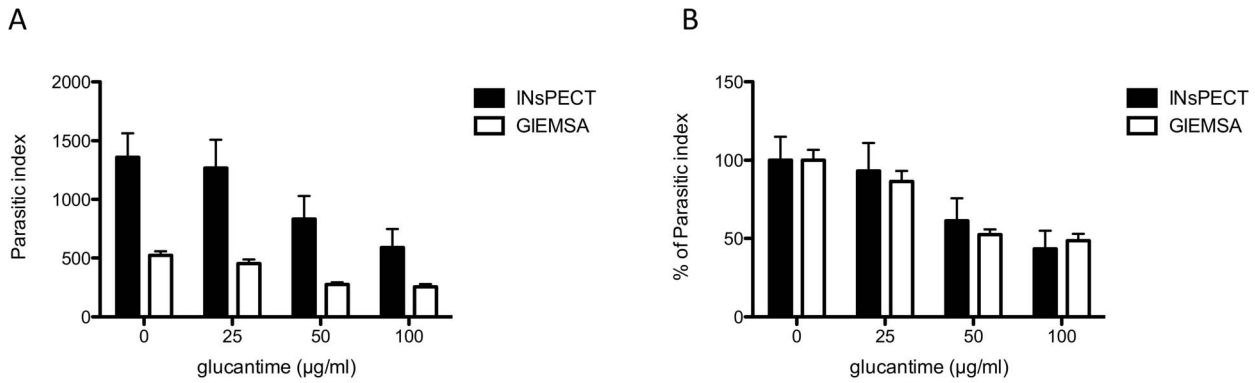 A
Parasitic index
2000
1500
1000
500
0
0 25 50 100
glucantime (µg/ml)
INsPECT
GIEMSA
B
% of Parasitic index
150
100
50
0
0 25 50 100
glucantime (µg/ml)
INsPECT
GIEMSA